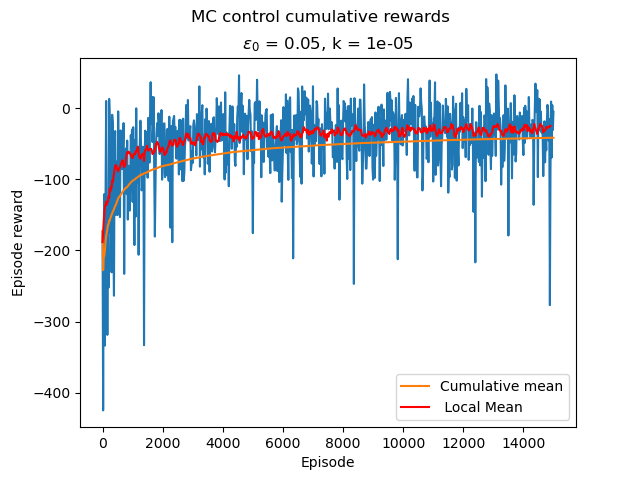 MC control cumulative rewards
ε₀ = 0.05, k = 1e-05
Episode reward
0
−100
−200
−300
−400
0 2000 4000 6000 8000 10000 12000 14000
Episode
Cumulative mean
Local Mean